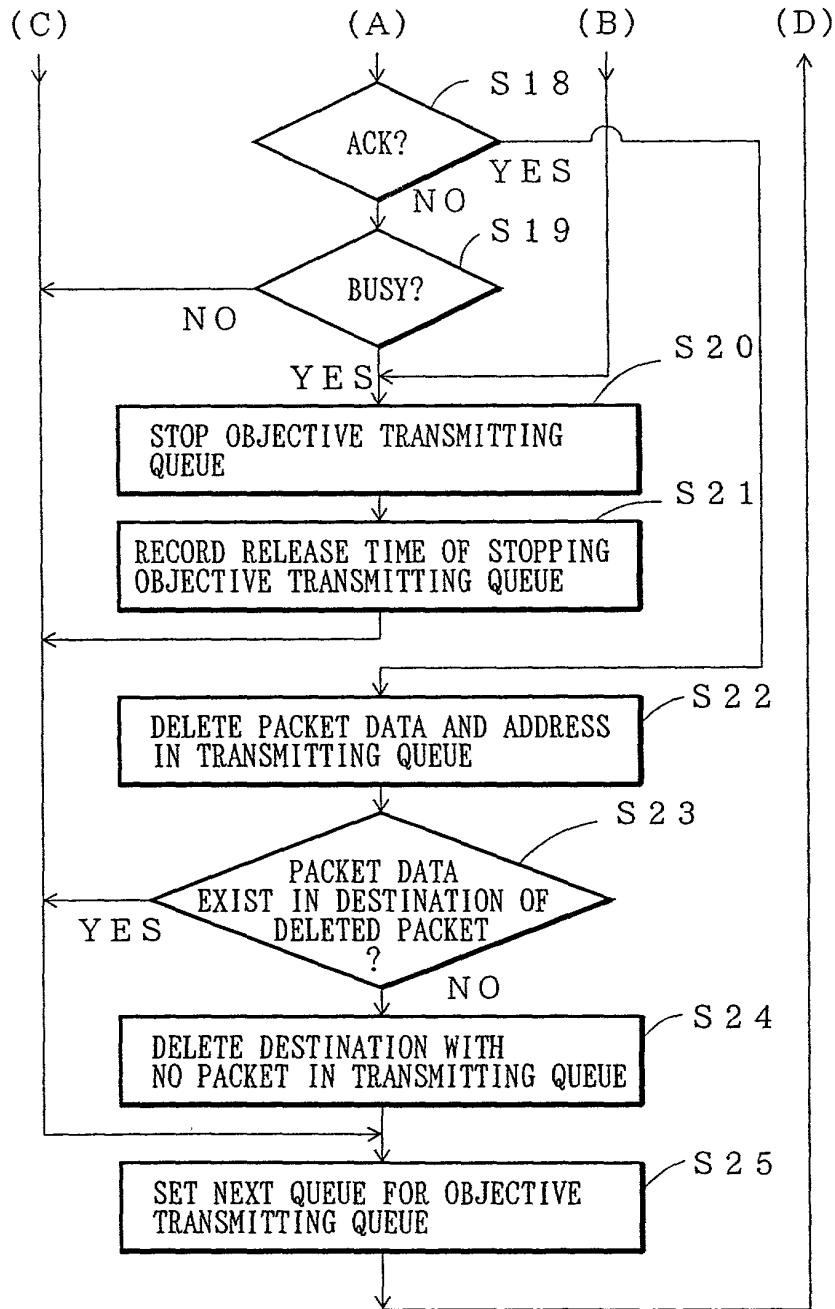 (C) (A) (B) (D)
S18
ACK?
YES
NO
S19
BUSY?
NO
YES
S20
STOP OBJECTIVE TRANSMITTING
QUEUE
S21
RECORD RELEASE TIME OF STOPPING
OBJECTIVE TRANSMITTING QUEUE
S22
DELETE PACKET DATA AND ADDRESS
IN TRANSMITTING QUEUE
S23
PACKET DATA
EXIST IN DESTINATION OF
DELETED PACKET
?
YES
NO
S24
DELETE DESTINATION WITH
NO PACKET IN TRANSMITTING QUEUE
S25
SET NEXT QUEUE FOR OBJECTIVE
TRANSMITTING QUEUE